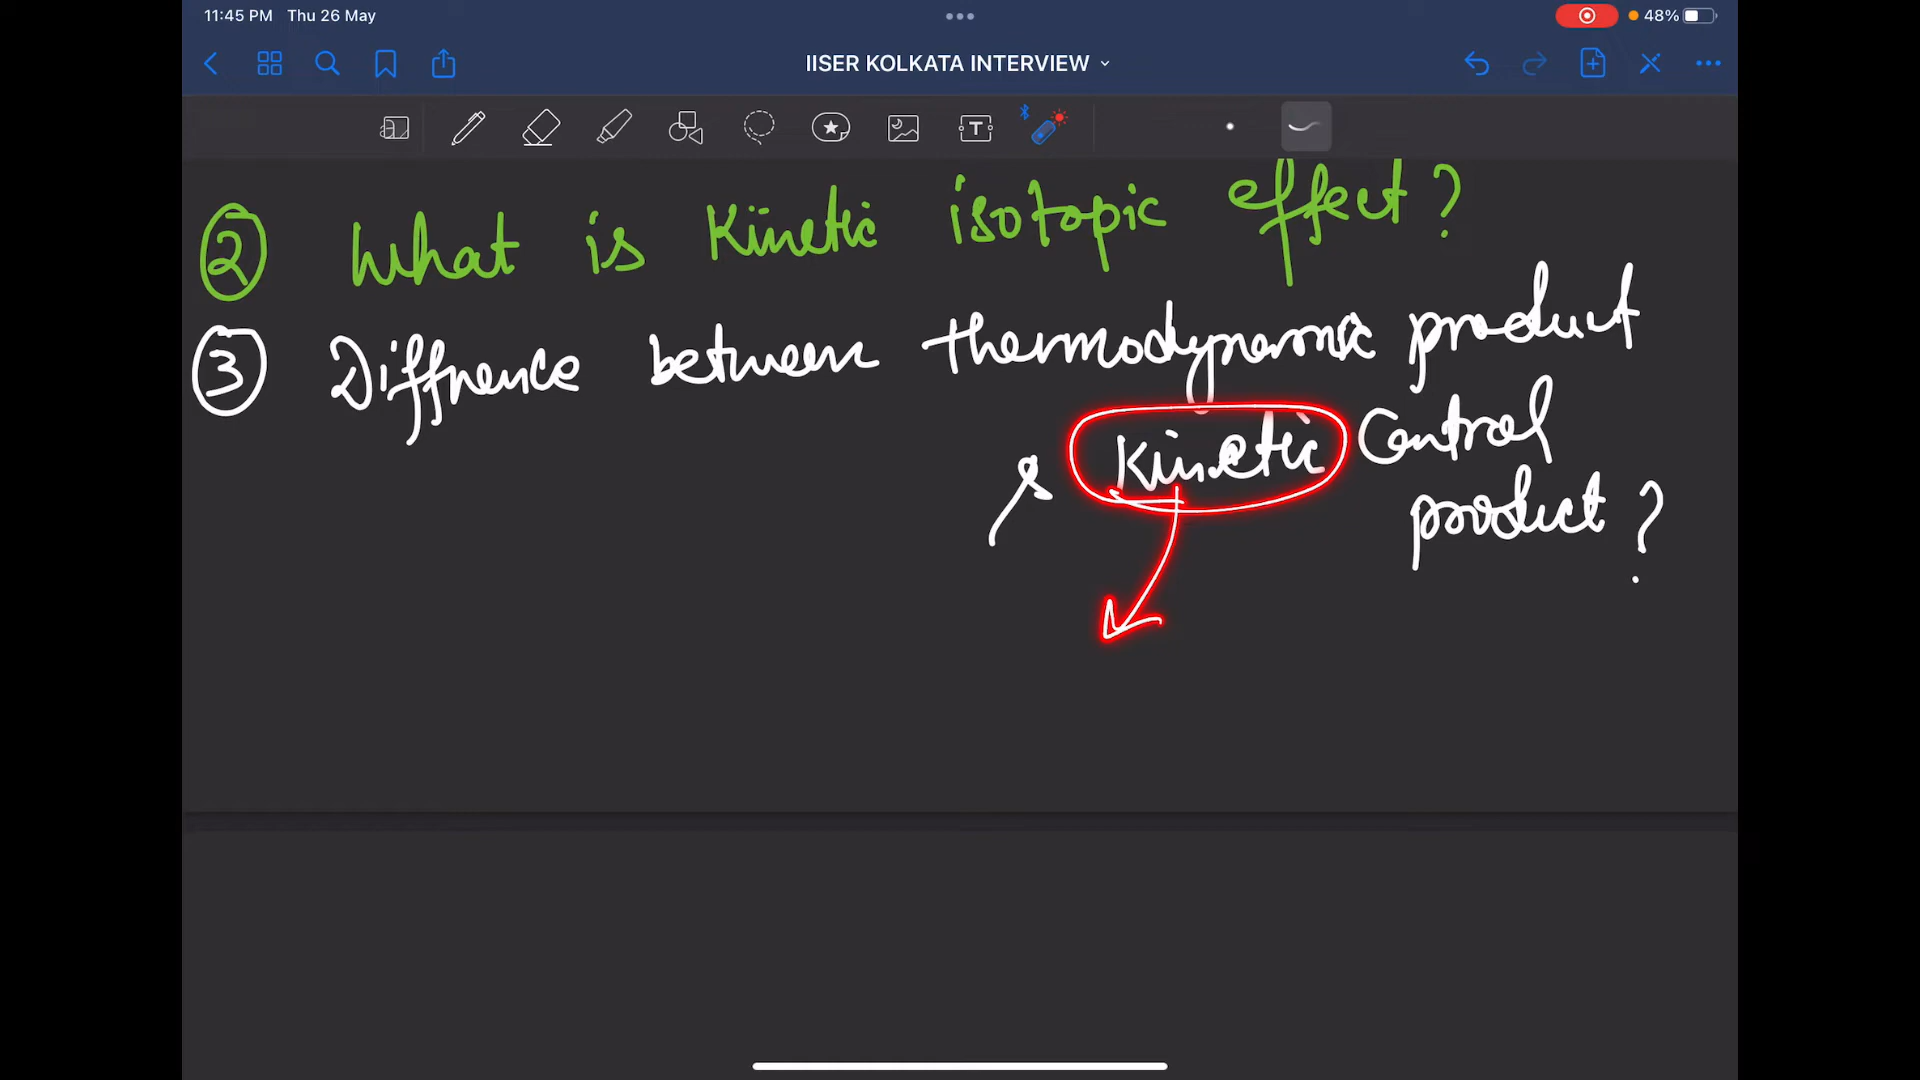 11:45 PM Thu 26 May
48%
IISER KOLKATA INTERVIEW
② What is Kinetic isotopic effect?
③ Diffrence between thermodynamic product
& Kinetic Control
product?